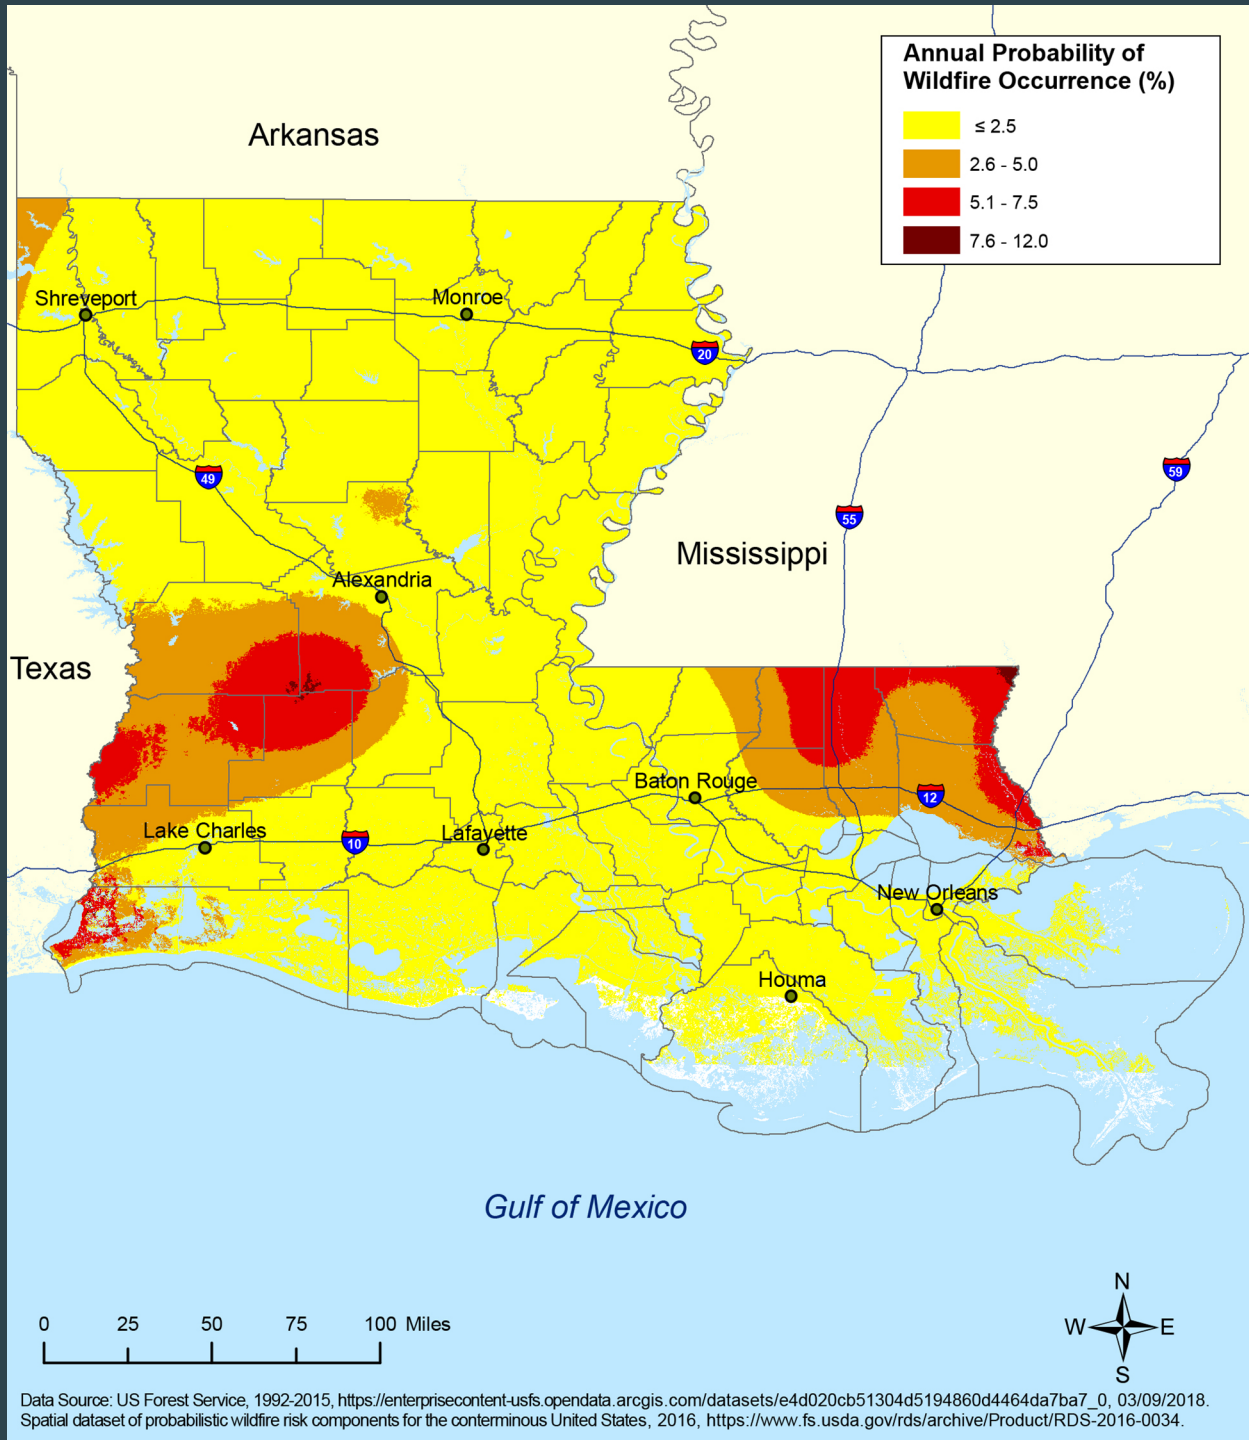 Annual Probability of
Wildfire Occurrence (%)
≤ 2.5
2.6 - 5.0
5.1 - 7.5
7.6 - 12.0
Arkansas
Shreveport
Monroe
20
49
59
55
Mississippi
Alexandria
Texas
Baton Rouge
12
Lake Charles
10
Lafayette
New Orleans
Houma
Gulf of Mexico
0 25 50 75 100 Miles
N
W E
S
Data Source: US Forest Service, 1992-2015, https://enterprisecontent-usfs.opendata.arcgis.com/datasets/e4d020cb51304d5194860d4464da7ba7_0, 03/09/2018.
Spatial dataset of probabilistic wildfire risk components for the conterminous United States, 2016, https://www.fs.usda.gov/rds/archive/Product/RDS-2016-0034.